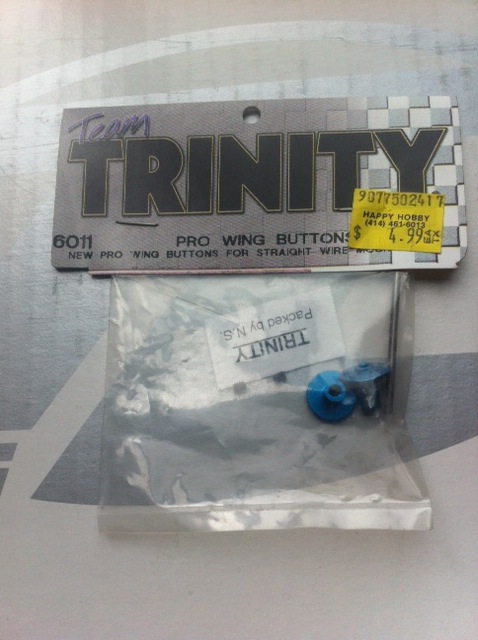 Team
TRINITY
9077502417
HAPPY HOBBY
(414) 461-6013
$ 4.99
6011 PRO WING BUTTONS
NEW PRO WING BUTTONS FOR STRAIGHT WIRE
TRINITY
Packed by N.S.